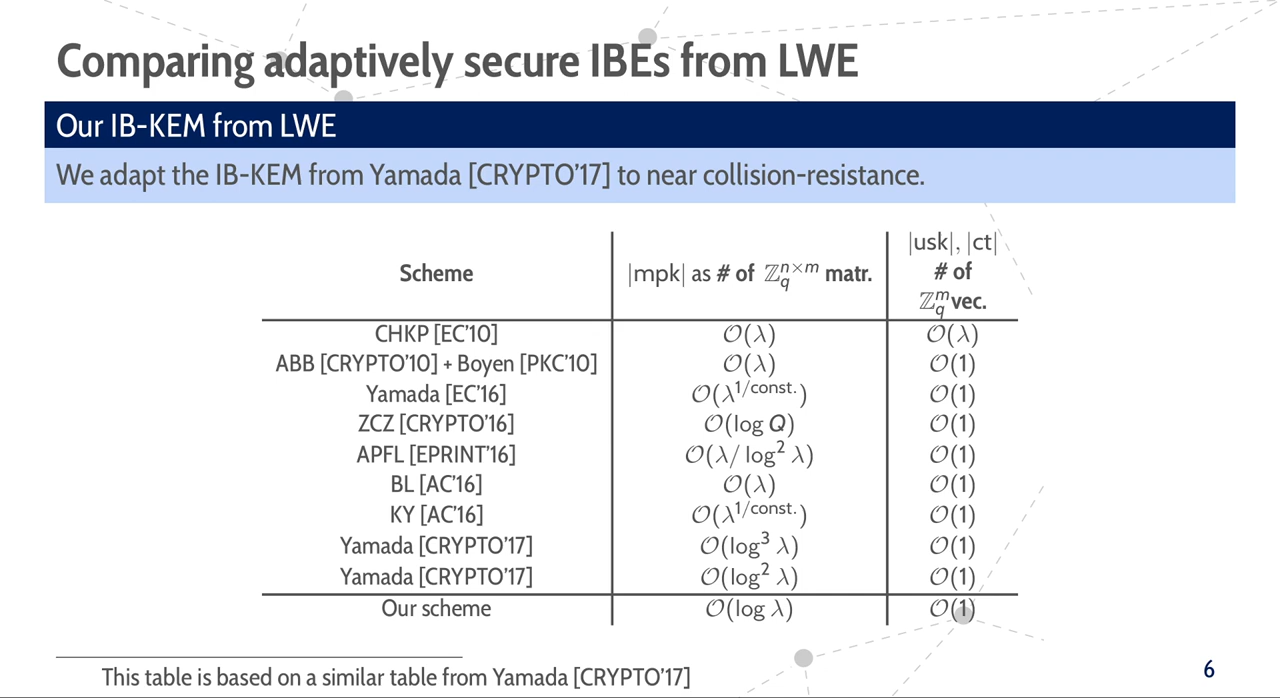 Comparing adaptively secure IBEs from LWE
Our IB-KEM from LWE
We adapt the IB-KEM from Yamada [CRYPTO’17] to near collision-resistance.
Scheme |mpk| as # of ℤ_q^{n×m} matr. |usk|, |ct| # of ℤ_q^m vec.
CHKP [EC’10] 𝒪(λ) 𝒪(λ)
ABB [CRYPTO’10] + Boyen [PKC’10] 𝒪(λ) 𝒪(1)
Yamada [EC’16] 𝒪(λ^{1/const.}) 𝒪(1)
ZCZ [CRYPTO’16] 𝒪(log Q) 𝒪(1)
APFL [EPRINT’16] 𝒪(λ/ log² λ) 𝒪(1)
BL [AC’16] 𝒪(λ) 𝒪(1)
KY [AC’16] 𝒪(λ^{1/const.}) 𝒪(1)
Yamada [CRYPTO’17] 𝒪(log³ λ) 𝒪(1)
Yamada [CRYPTO’17] 𝒪(log² λ) 𝒪(1)
Our scheme 𝒪(log λ) 𝒪(1)
This table is based on a similar table from Yamada [CRYPTO’17]
6